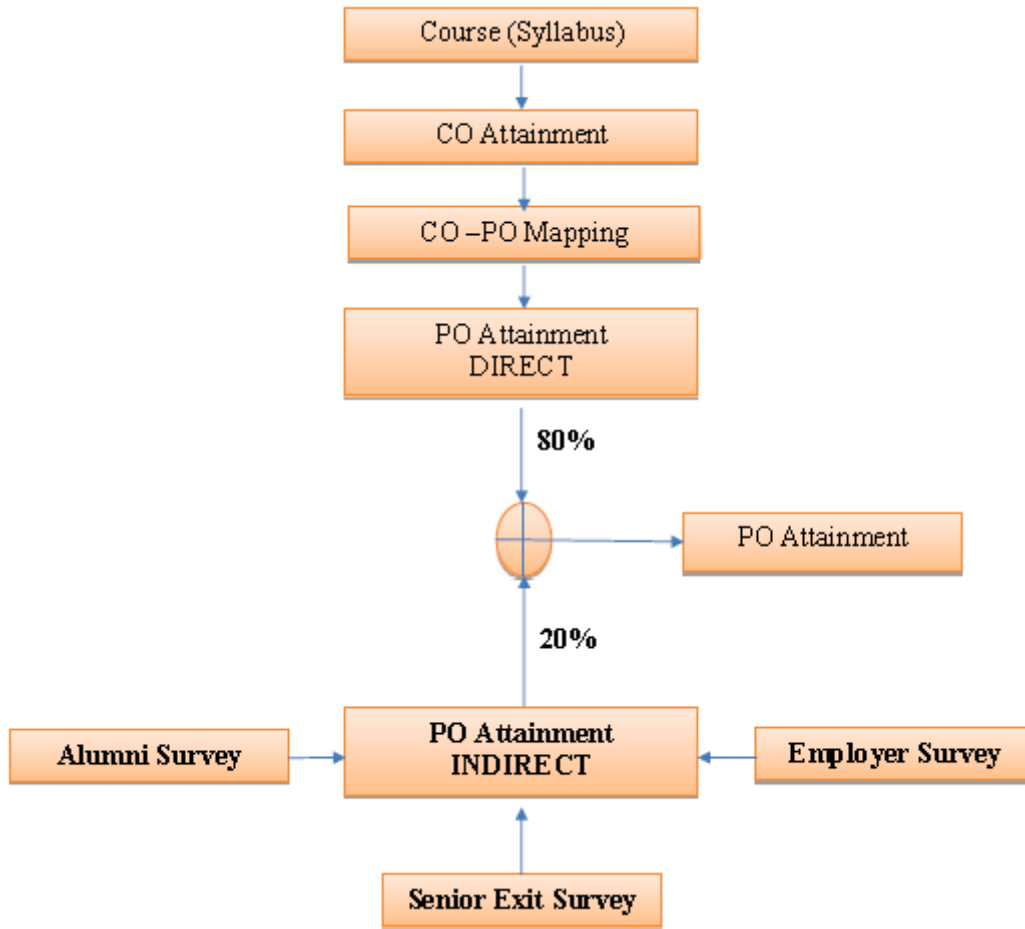 Course (Syllabus)
CO Attainment
CO –PO Mapping
PO Attainment
DIRECT
80%
PO Attainment
20%
PO Attainment
INDIRECT
Alumni Survey
Employer Survey
Senior Exit Survey